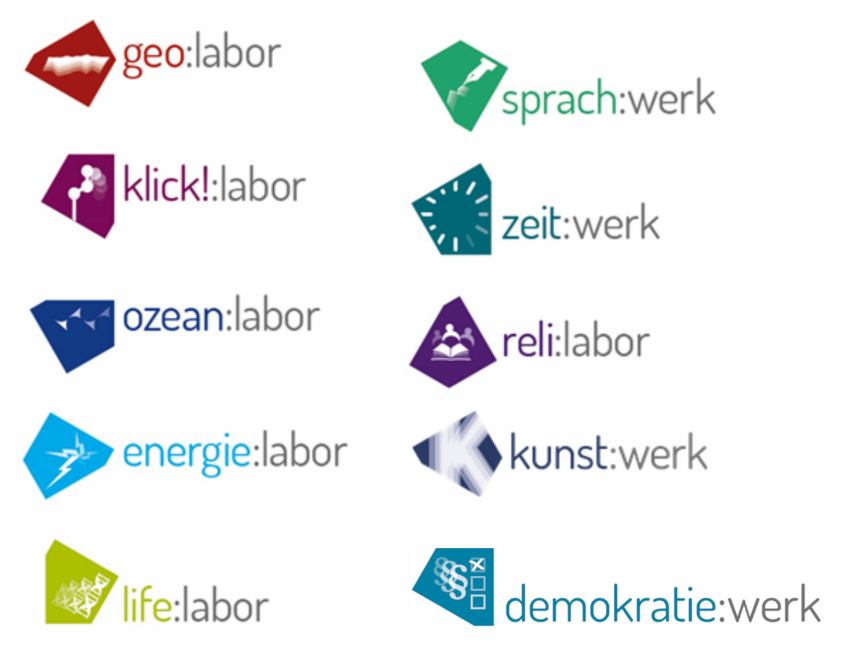 geo:labor
klick!:labor
ozean:labor
energie:labor
life:labor
sprach:werk
zeit:werk
reli:labor
K
kunst:werk
§§§
demokratie:werk